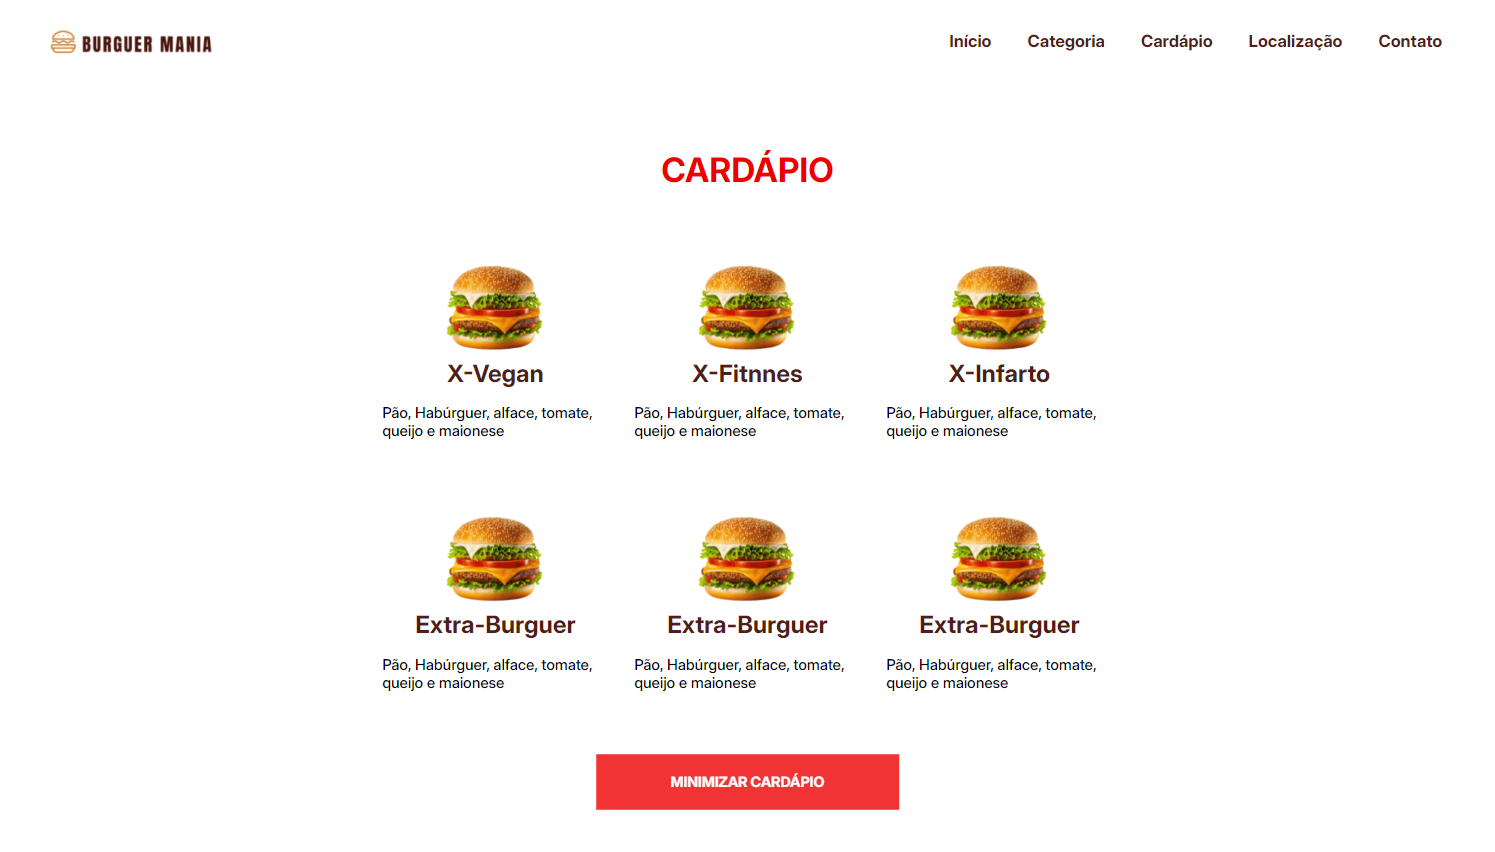 BURGUER MANIA
Início Categoria Cardápio Localização Contato
CARDÁPIO
X-Vegan X-Fitnnes X-Infarto
Pão, Habúrguer, alface, tomate, Pão, Habúrguer, alface, tomate, Pão, Habúrguer, alface, tomate,
queijo e maionese queijo e maionese queijo e maionese
Extra-Burguer Extra-Burguer Extra-Burguer
Pão, Habúrguer, alface, tomate, Pão, Habúrguer, alface, tomate, Pão, Habúrguer, alface, tomate,
queijo e maionese queijo e maionese queijo e maionese
MINIMIZAR CARDÁPIO